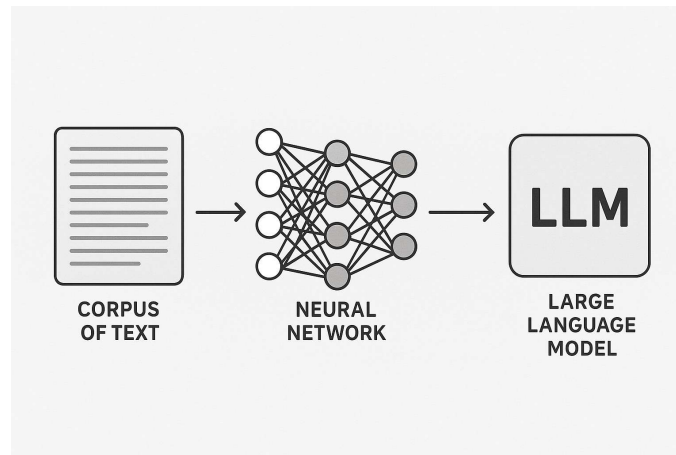 LLM
CORPUS
OF TEXT
NEURAL
NETWORK
LARGE
LANGUAGE
MODEL